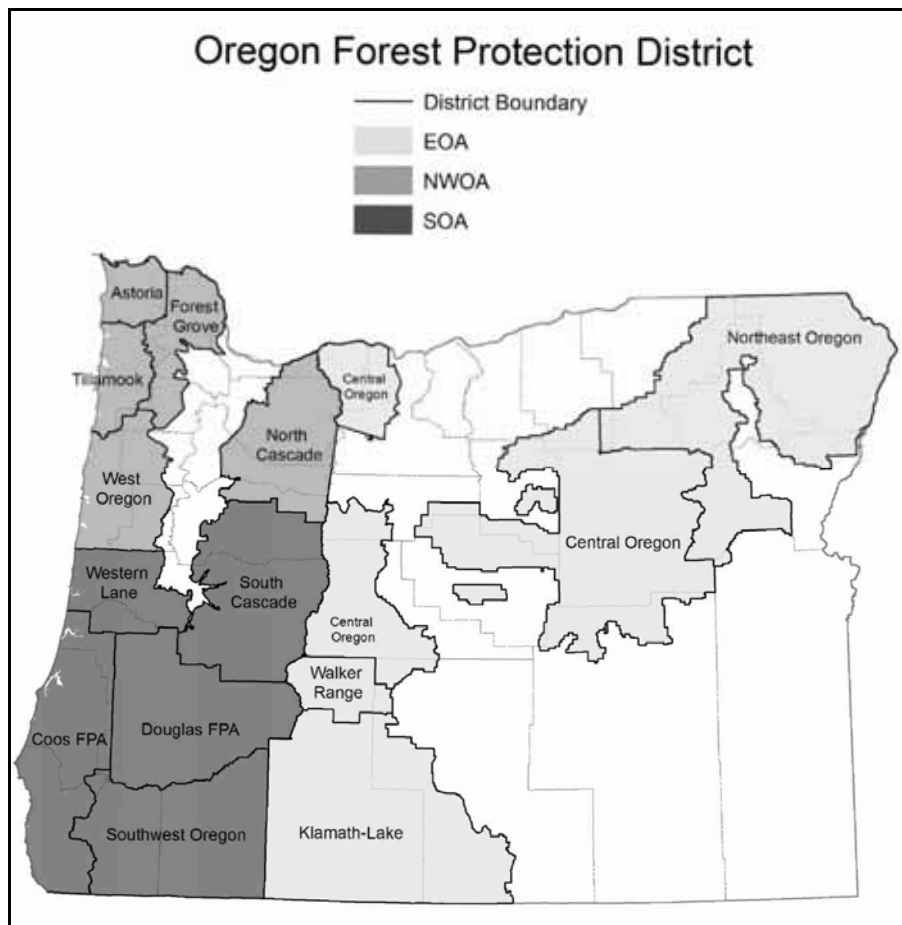 Oregon Forest Protection District
District Boundary
EOA
NWOA
SOA
Astoria
Forest
Grove
Tillamook
Central
Oregon
Northeast Oregon
North
Cascade
West
Oregon
Central Oregon
Western
Lane
South
Cascade
Central
Oregon
Walker
Range
Coos FPA
Douglas FPA
Southwest Oregon
Klamath-Lake